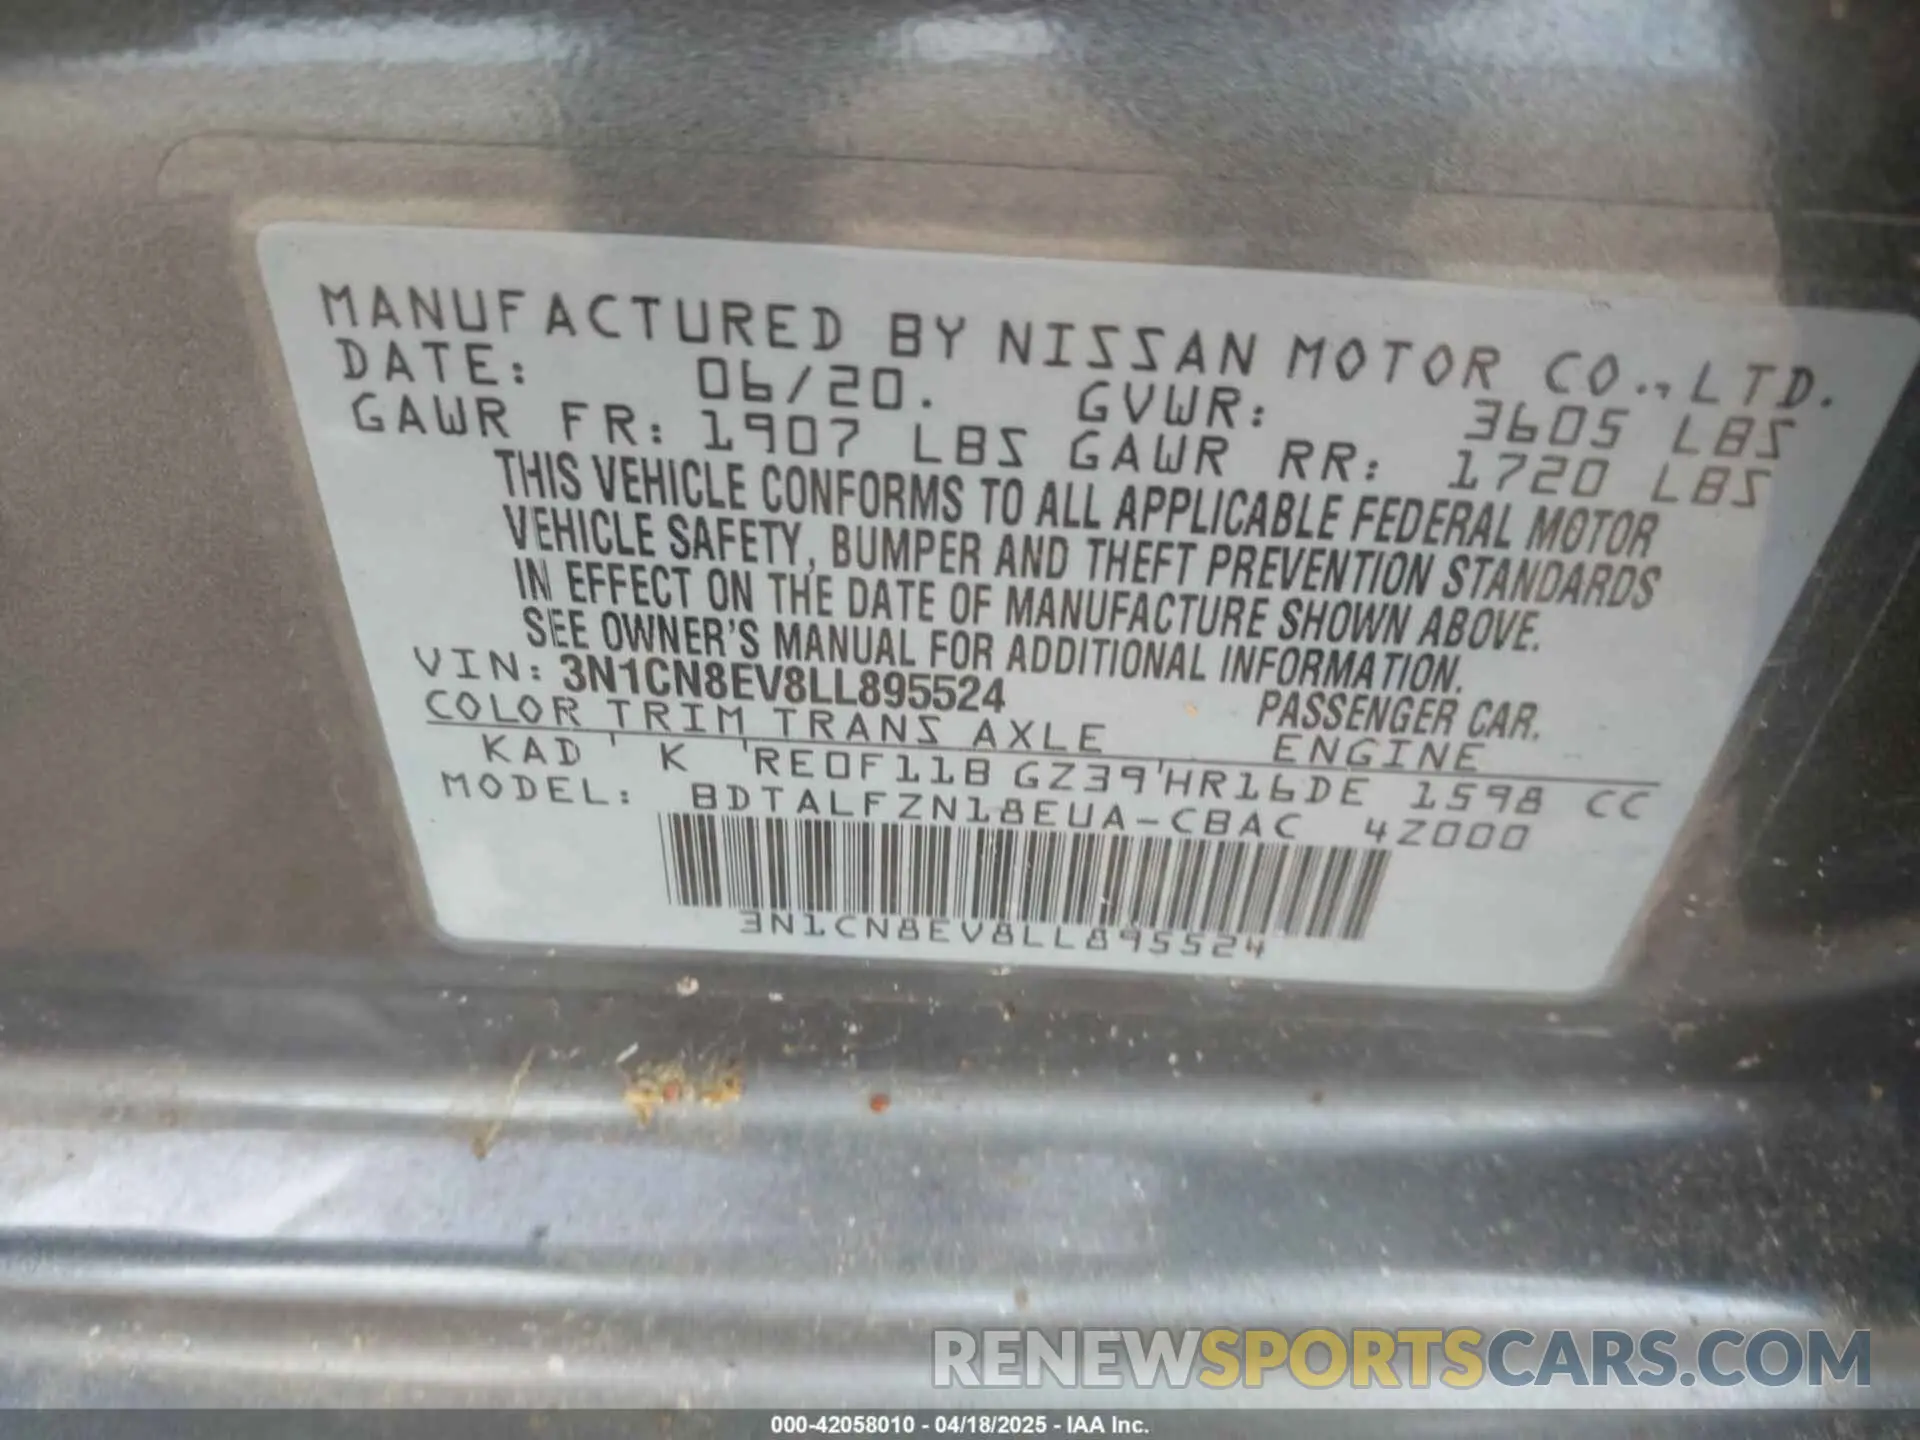 MANUFACTURED BY NISSAN MOTOR CO., LTD.
DATE: 06/20. GVWR: 3605 LBS
GAWR FR: 1907 LBS GAWR RR: 1720 LBS
THIS VEHICLE CONFORMS TO ALL APPLICABLE FEDERAL MOTOR
VEHICLE SAFETY, BUMPER AND THEFT PREVENTION STANDARDS
IN EFFECT ON THE DATE OF MANUFACTURE SHOWN ABOVE.
SEE OWNER'S MANUAL FOR ADDITIONAL INFORMATION.
VIN: 3N1CN8EV8LL895524 PASSENGER CAR.
COLOR TRIM TRANS AXLE ENGINE
KAD ' K 'RE0F11B GZ39'HR16DE 1598 CC
MODEL: BDTALFZN18EUA-CBAC 4Z000
3N1CN8EV8LL895524
RENEWSPORTSCARS.COM
000-42058010 - 04/18/2025 - IAA Inc.